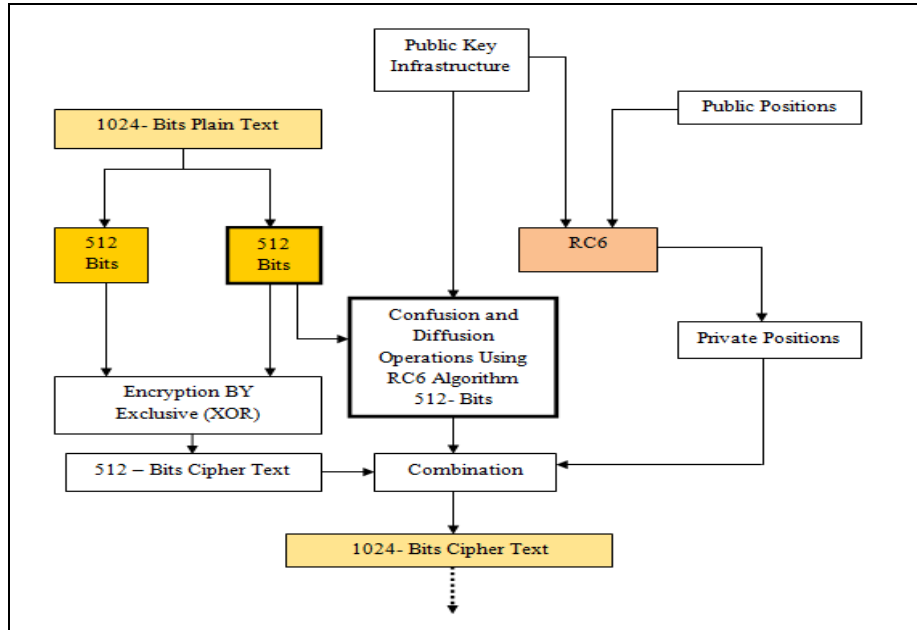 Public Key
Infrastructure
Public Positions
1024- Bits Plain Text
512
Bits
512
Bits
RC6
Confusion and
Diffusion
Operations Using
RC6 Algorithm
512- Bits
Private Positions
Encryption BY
Exclusive (XOR)
512 – Bits Cipher Text
Combination
1024- Bits Cipher Text